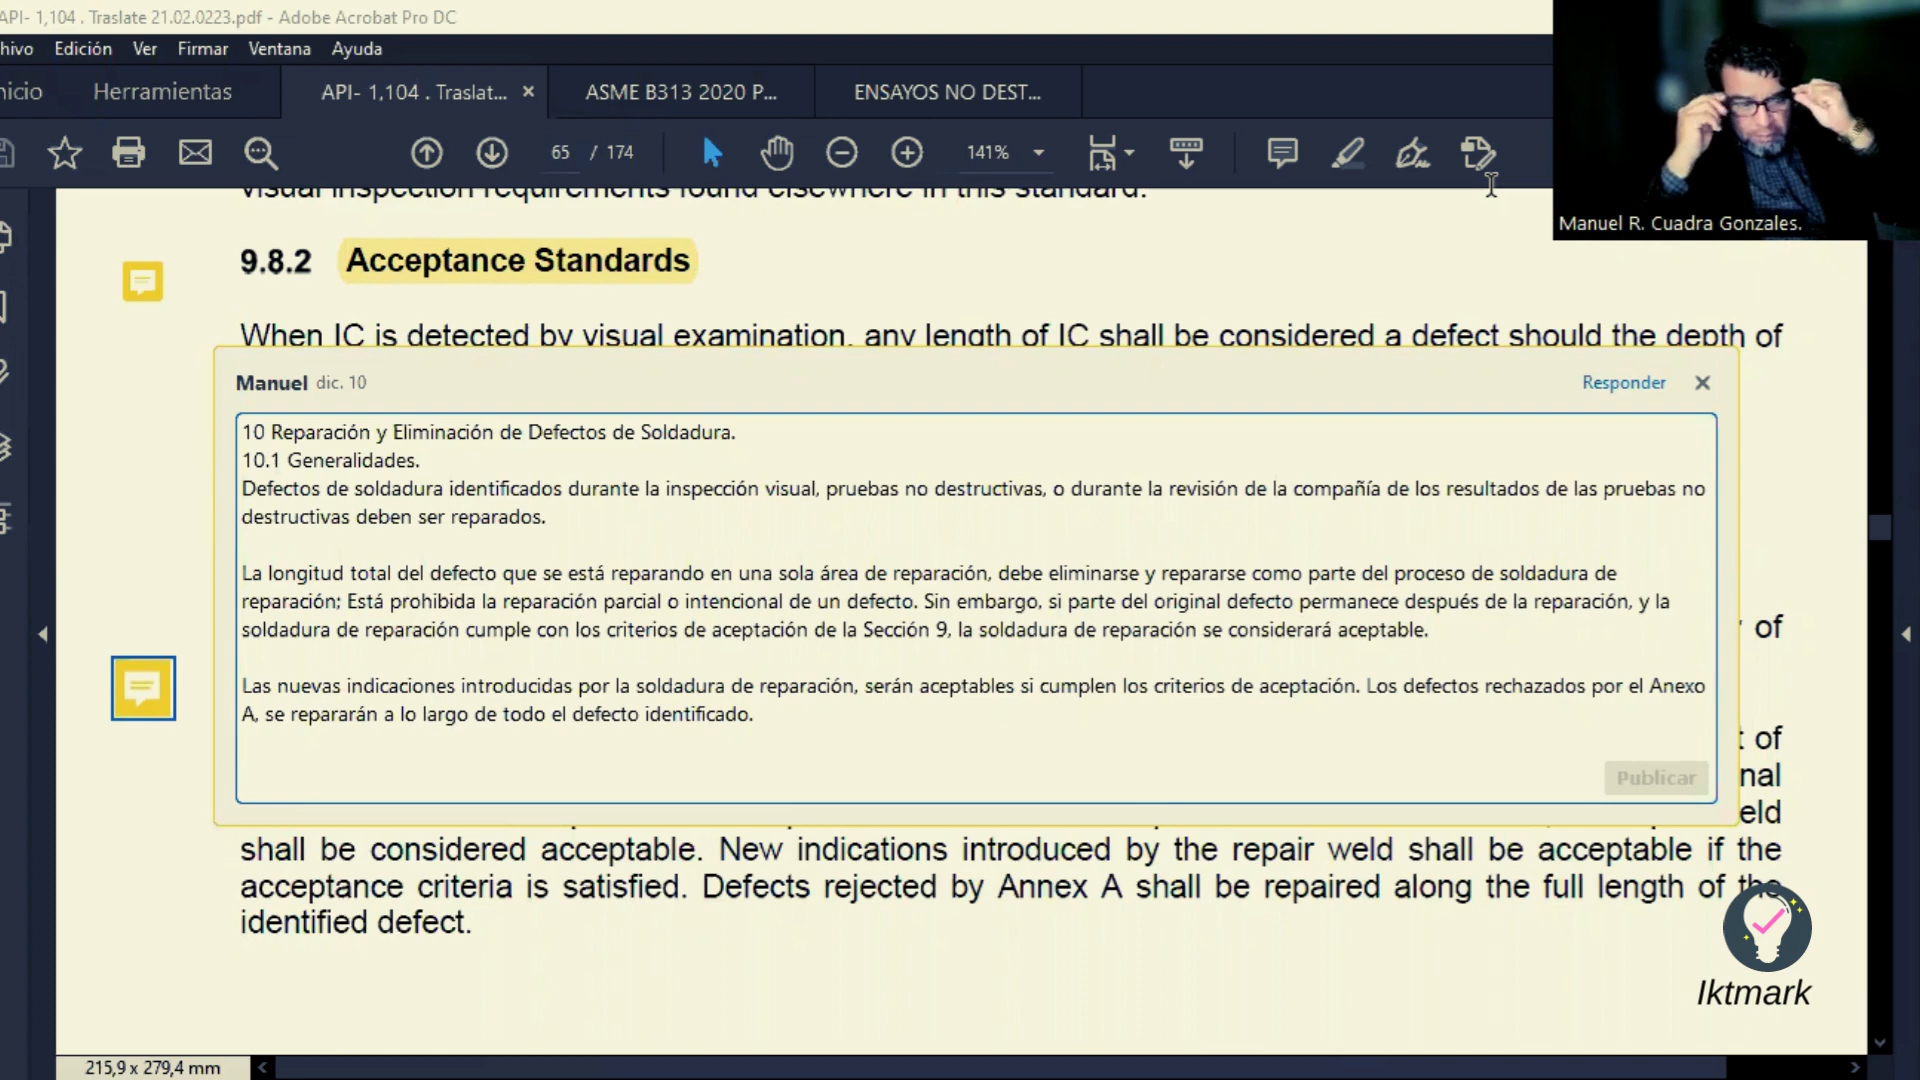 API- 1,104 . Traslate 21.02.0223.pdf - Adobe Acrobat Pro DC
hivo Edición Ver Firmar Ventana Ayuda
nicio Herramientas API- 1,104 . Traslat... × ASME B313 2020 P... ENSAYOS NO DEST...
65 / 174 141%
Manuel R. Cuadra Gonzales.
visual inspection requirements found elsewhere in this standard.
9.8.2 Acceptance Standards
When IC is detected by visual examination, any length of IC shall be considered a defect should the depth of
Manuel dic. 10 Responder ×
10 Reparación y Eliminación de Defectos de Soldadura.
10.1 Generalidades.
Defectos de soldadura identificados durante la inspección visual, pruebas no destructivas, o durante la revisión de la compañía de los resultados de las pruebas no
destructivas deben ser reparados.
La longitud total del defecto que se está reparando en una sola área de reparación, debe eliminarse y repararse como parte del proceso de soldadura de
reparación; Está prohibida la reparación parcial o intencional de un defecto. Sin embargo, si parte del original defecto permanece después de la reparación, y la
soldadura de reparación cumple con los criterios de aceptación de la Sección 9, la soldadura de reparación se considerará aceptable.
of
Las nuevas indicaciones introducidas por la soldadura de reparación, serán aceptables si cumplen los criterios de aceptación. Los defectos rechazados por el Anexo
A, se repararán a lo largo de todo el defecto identificado.
t of
nal
Publicar
eld
shall be considered acceptable. New indications introduced by the repair weld shall be acceptable if the
acceptance criteria is satisfied. Defects rejected by Annex A shall be repaired along the full length of the
identified defect.
Iktmark
215,9 x 279,4 mm